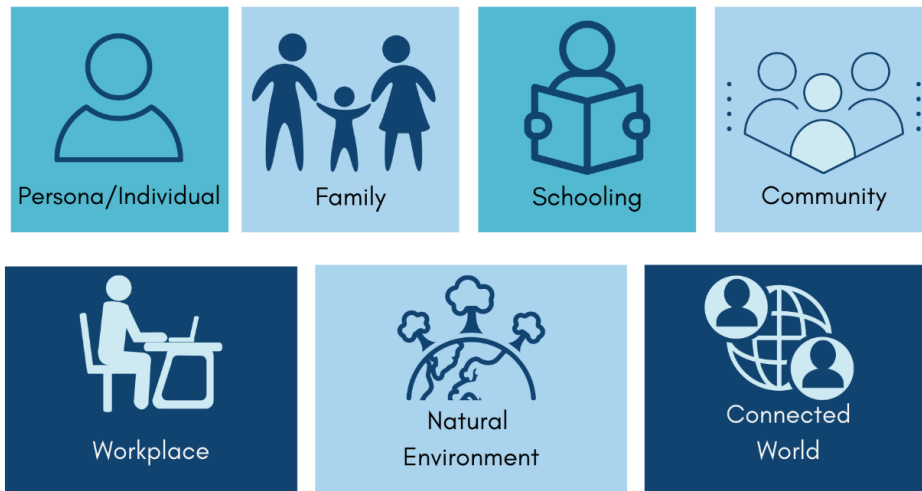 Persona/Individual
Family
Schooling
Community
Workplace
Natural
Environment
Connected
World